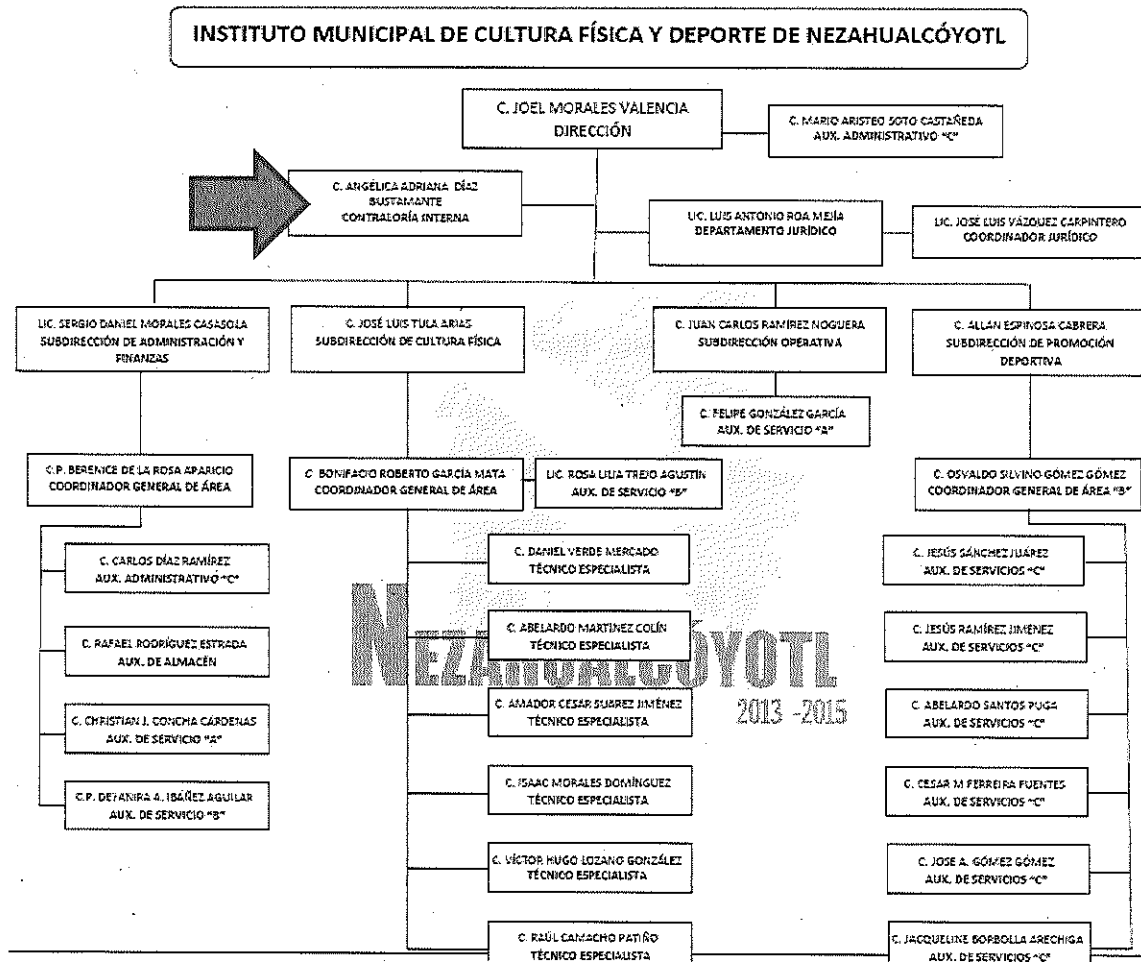 INSTITUTO MUNICIPAL DE CULTURA FÍSICA Y DEPORTE DE NEZAHUALCÓYOTL
C. JOEL MORALES VALENCIA
DIRECCIÓN
C. MARIO ARISTEO SOTO CASTAÑEDA
AUX. ADMINISTRATIVO "C"
C. ANGÉLICA ADRIANA DÍAZ
BUSTAMANTE
CONTRALORÍA INTERNA
LIC. LUIS ANTONIO ROA MEJÍA
DEPARTAMENTO JURÍDICO
LIC. JOSÉ LUIS VÁZQUEZ CARPINTERO
COORDINADOR JURÍDICO
LIC. SERGIO DANIEL MORALES CASASOLA
SUBDIRECCIÓN DE ADMINISTRACIÓN Y
FINANZAS
C. JOSÉ LUIS TULA ARIAS
SUBDIRECCIÓN DE CULTURA FÍSICA
C. JUAN CARLOS RAMÍREZ NOGUERA
SUBDIRECCIÓN OPERATIVA
C. ALLAN ESPINOSA CABRERA
SUBDIRECCIÓN DE PROMOCIÓN
DEPORTIVA
C. FELIPE GONZÁLEZ GARCÍA
AUX. DE SERVICIO "A"
C.P. BERENICE DE LA ROSA APARICIO
COORDINADOR GENERAL DE ÁREA
C. BONIFACIO ROBERTO GARCÍA MATA
COORDINADOR GENERAL DE ÁREA
LIC. ROSA LILIA TREJO AGUSTÍN
AUX. DE SERVICIO "B"
C. OSVALDO SILVINO GÓMEZ GÓMEZ
COORDINADOR GENERAL DE ÁREA "B"
C. CARLOS DÍAZ RAMÍREZ
AUX. ADMINISTRATIVO "C"
C. DANIEL VERDE MERCADO
TÉCNICO ESPECIALISTA
C. JESÚS SÁNCHEZ JUÁREZ
AUX. DE SERVICIOS "C"
C. RAFAEL RODRÍGUEZ ESTRADA
AUX. DE ALMACÉN
C. ABELARDO MARTÍNEZ COLÍN
TÉCNICO ESPECIALISTA
C. JESÚS RAMÍREZ JIMÉNEZ
AUX. DE SERVICIOS "C"
NEZAHUALCÓYOTL
2013 -2015
C. CHRISTIAN J. CONCHA CÁRDENAS
AUX. DE SERVICIO "A"
C. AMADOR CESAR SUAREZ JIMÉNEZ
TÉCNICO ESPECIALISTA
C. ABELARDO SANTOS PUGA
AUX. DE SERVICIOS "C"
C.P. DEYANIRA A. IBÁÑEZ AGUILAR
AUX. DE SERVICIO "B"
C. ISAAC MORALES DOMÍNGUEZ
TÉCNICO ESPECIALISTA
C. CESAR M FERREIRA FUENTES
AUX. DE SERVICIOS "C"
C. VÍCTOR HUGO LOZANO GONZÁLEZ
TÉCNICO ESPECIALISTA
C. JOSE A. GÓMEZ GÓMEZ
AUX. DE SERVICIOS "C"
C. RAÚL CAMACHO PATIÑO
TÉCNICO ESPECIALISTA
C. JACQUELINE BORBOLLA ARECHIGA
AUX. DE SERVICIOS "C"